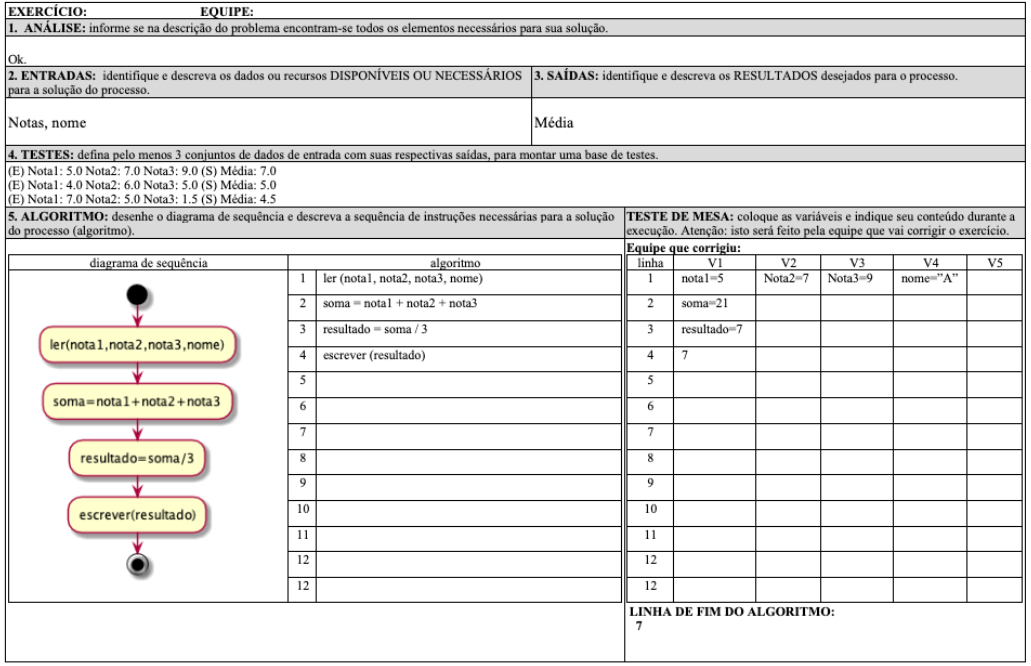 EXERCÍCIO: EQUIPE:
1. ANÁLISE: informe se na descrição do problema encontram-se todos os elementos necessários para sua solução.
Ok.
2. ENTRADAS: identifique e descreva os dados ou recursos DISPONÍVEIS OU NECESSÁRIOS
para a solução do processo.
3. SAÍDAS: identifique e descreva os RESULTADOS desejados para o processo.
Notas, nome
Média
4. TESTES: defina pelo menos 3 conjuntos de dados de entrada com suas respectivas saídas, para montar uma base de testes.
(E) Nota1: 5.0 Nota2: 7.0 Nota3: 9.0 (S) Média: 7.0
(E) Nota1: 4.0 Nota2: 6.0 Nota3: 5.0 (S) Média: 5.0
(E) Nota1: 7.0 Nota2: 5.0 Nota3: 1.5 (S) Média: 4.5
5. ALGORITMO: desenhe o diagrama de sequência e descreva a sequência de instruções necessárias para a solução
do processo (algoritmo).
diagrama de sequência
ler(nota1,nota2,nota3,nome)
soma=nota1+nota2+nota3
resultado=soma/3
escrever(resultado)
algoritmo
1 ler (nota1, nota2, nota3, nome)
2 soma = nota1 + nota2 + nota3
3 resultado = soma / 3
4 escrever (resultado)
5
6
7
8
9
10
11
12
12
TESTE DE MESA: coloque as variáveis e indique seu conteúdo durante a
execução. Atenção: isto será feito pela equipe que vai corrigir o exercício.
Equipe que corrigiu:
linha V1 V2 V3 V4 V5
1 nota1=5 Nota2=7 Nota3=9 nome=”A”
2 soma=21
3 resultado=7
4 7
5
6
7
8
9
10
11
12
12
LINHA DE FIM DO ALGORITMO:
7